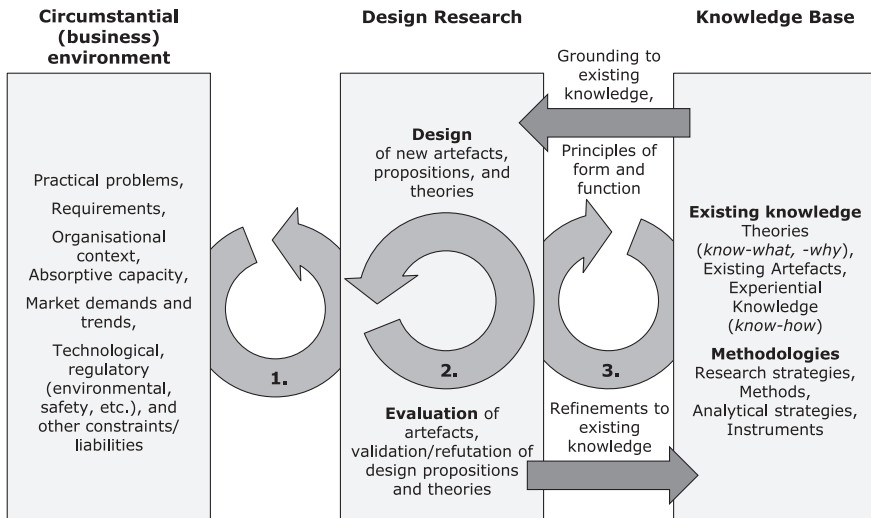 Circumstantial
(business)
environment
Design Research
Knowledge Base
Practical problems,
Requirements,
Organisational
context,
Absorptive capacity,
Market demands and
trends,
Technological,
regulatory
(environmental,
safety, etc.), and
other constraints/
liabilities
1.
Design
of new artefacts,
propositions, and
theories
2.
Evaluation of
artefacts,
validation/refutation of
design propositions
and theories
Grounding to
existing
knowledge,
Principles of
form and
function
3.
Refinements to
existing
knowledge
Existing knowledge
Theories
(know-what, -why),
Existing Artefacts,
Experiential
Knowledge
(know-how)
Methodologies
Research strategies,
Methods,
Analytical strategies,
Instruments